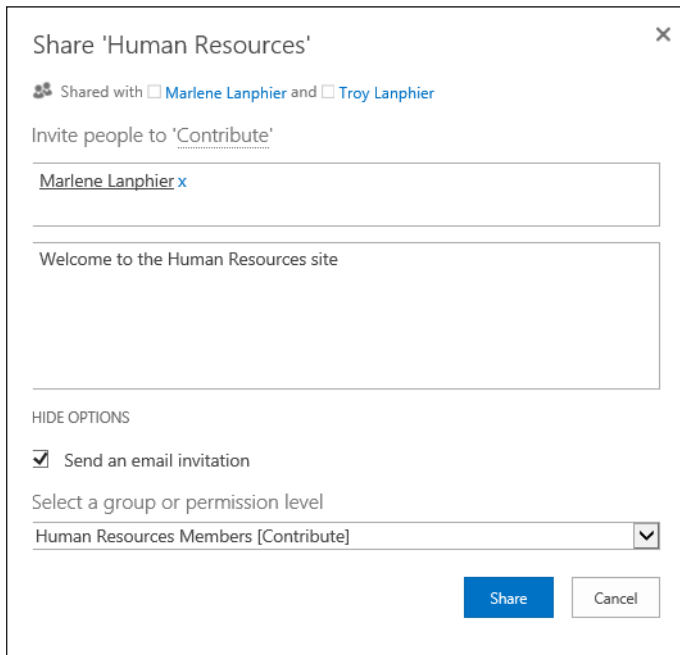 Share 'Human Resources'
Shared with Marlene Lanphier and Troy Lanphier
Invite people to 'Contribute'
Marlene Lanphier x
Welcome to the Human Resources site
HIDE OPTIONS
Send an email invitation
Select a group or permission level
Human Resources Members [Contribute]
Share Cancel